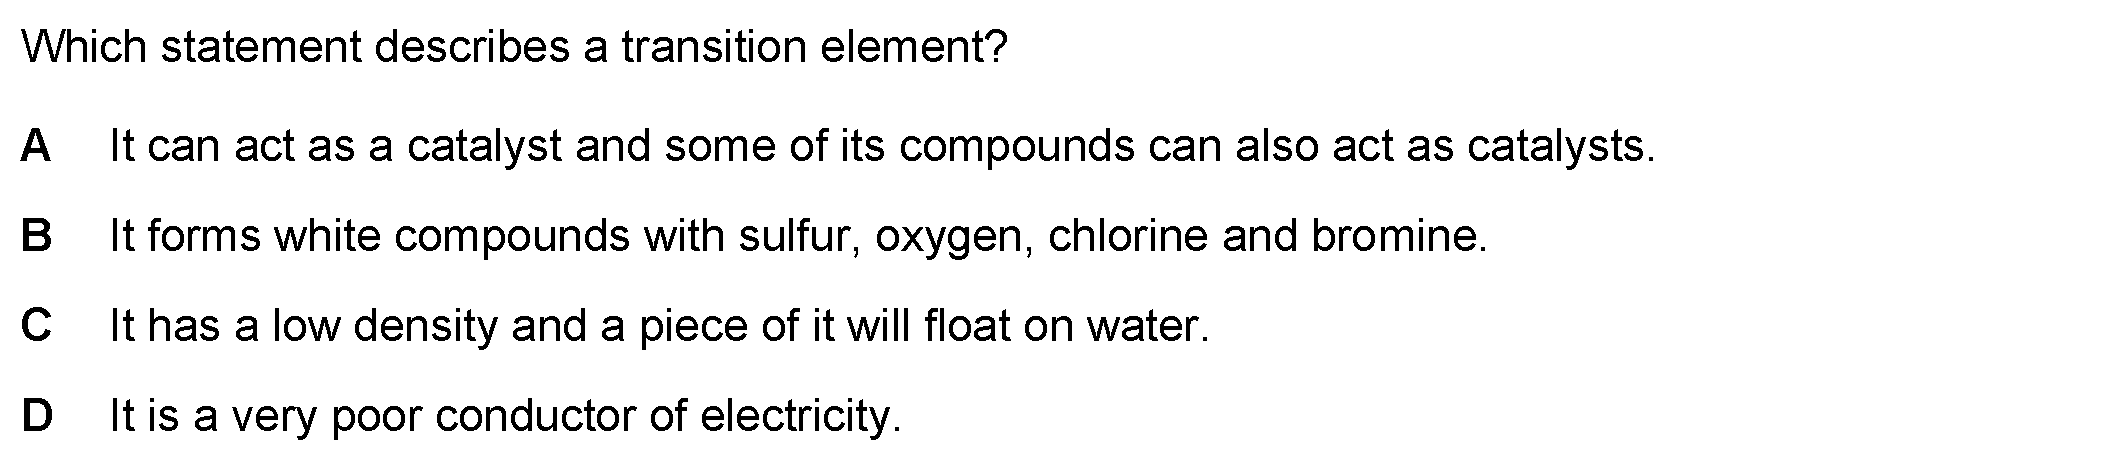 Which statement describes a transition element?
A It can act as a catalyst and some of its compounds can also act as catalysts.
B It forms white compounds with sulfur, oxygen, chlorine and bromine.
C It has a low density and a piece of it will float on water.
D It is a very poor conductor of electricity.